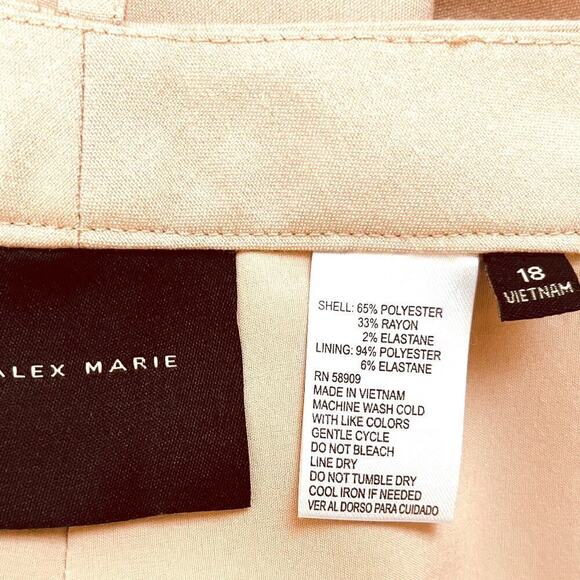 ALEX MARIE
SHELL: 65% POLYESTER
33% RAYON
2% ELASTANE
LINING: 94% POLYESTER
6% ELASTANE
RN 58909
MADE IN VIETNAM
MACHINE WASH COLD
WITH LIKE COLORS
GENTLE CYCLE
DO NOT BLEACH
LINE DRY
DO NOT TUMBLE DRY
COOL IRON IF NEEDED
VER AL DORSO PARA CUIDADO
18
VIETNAM